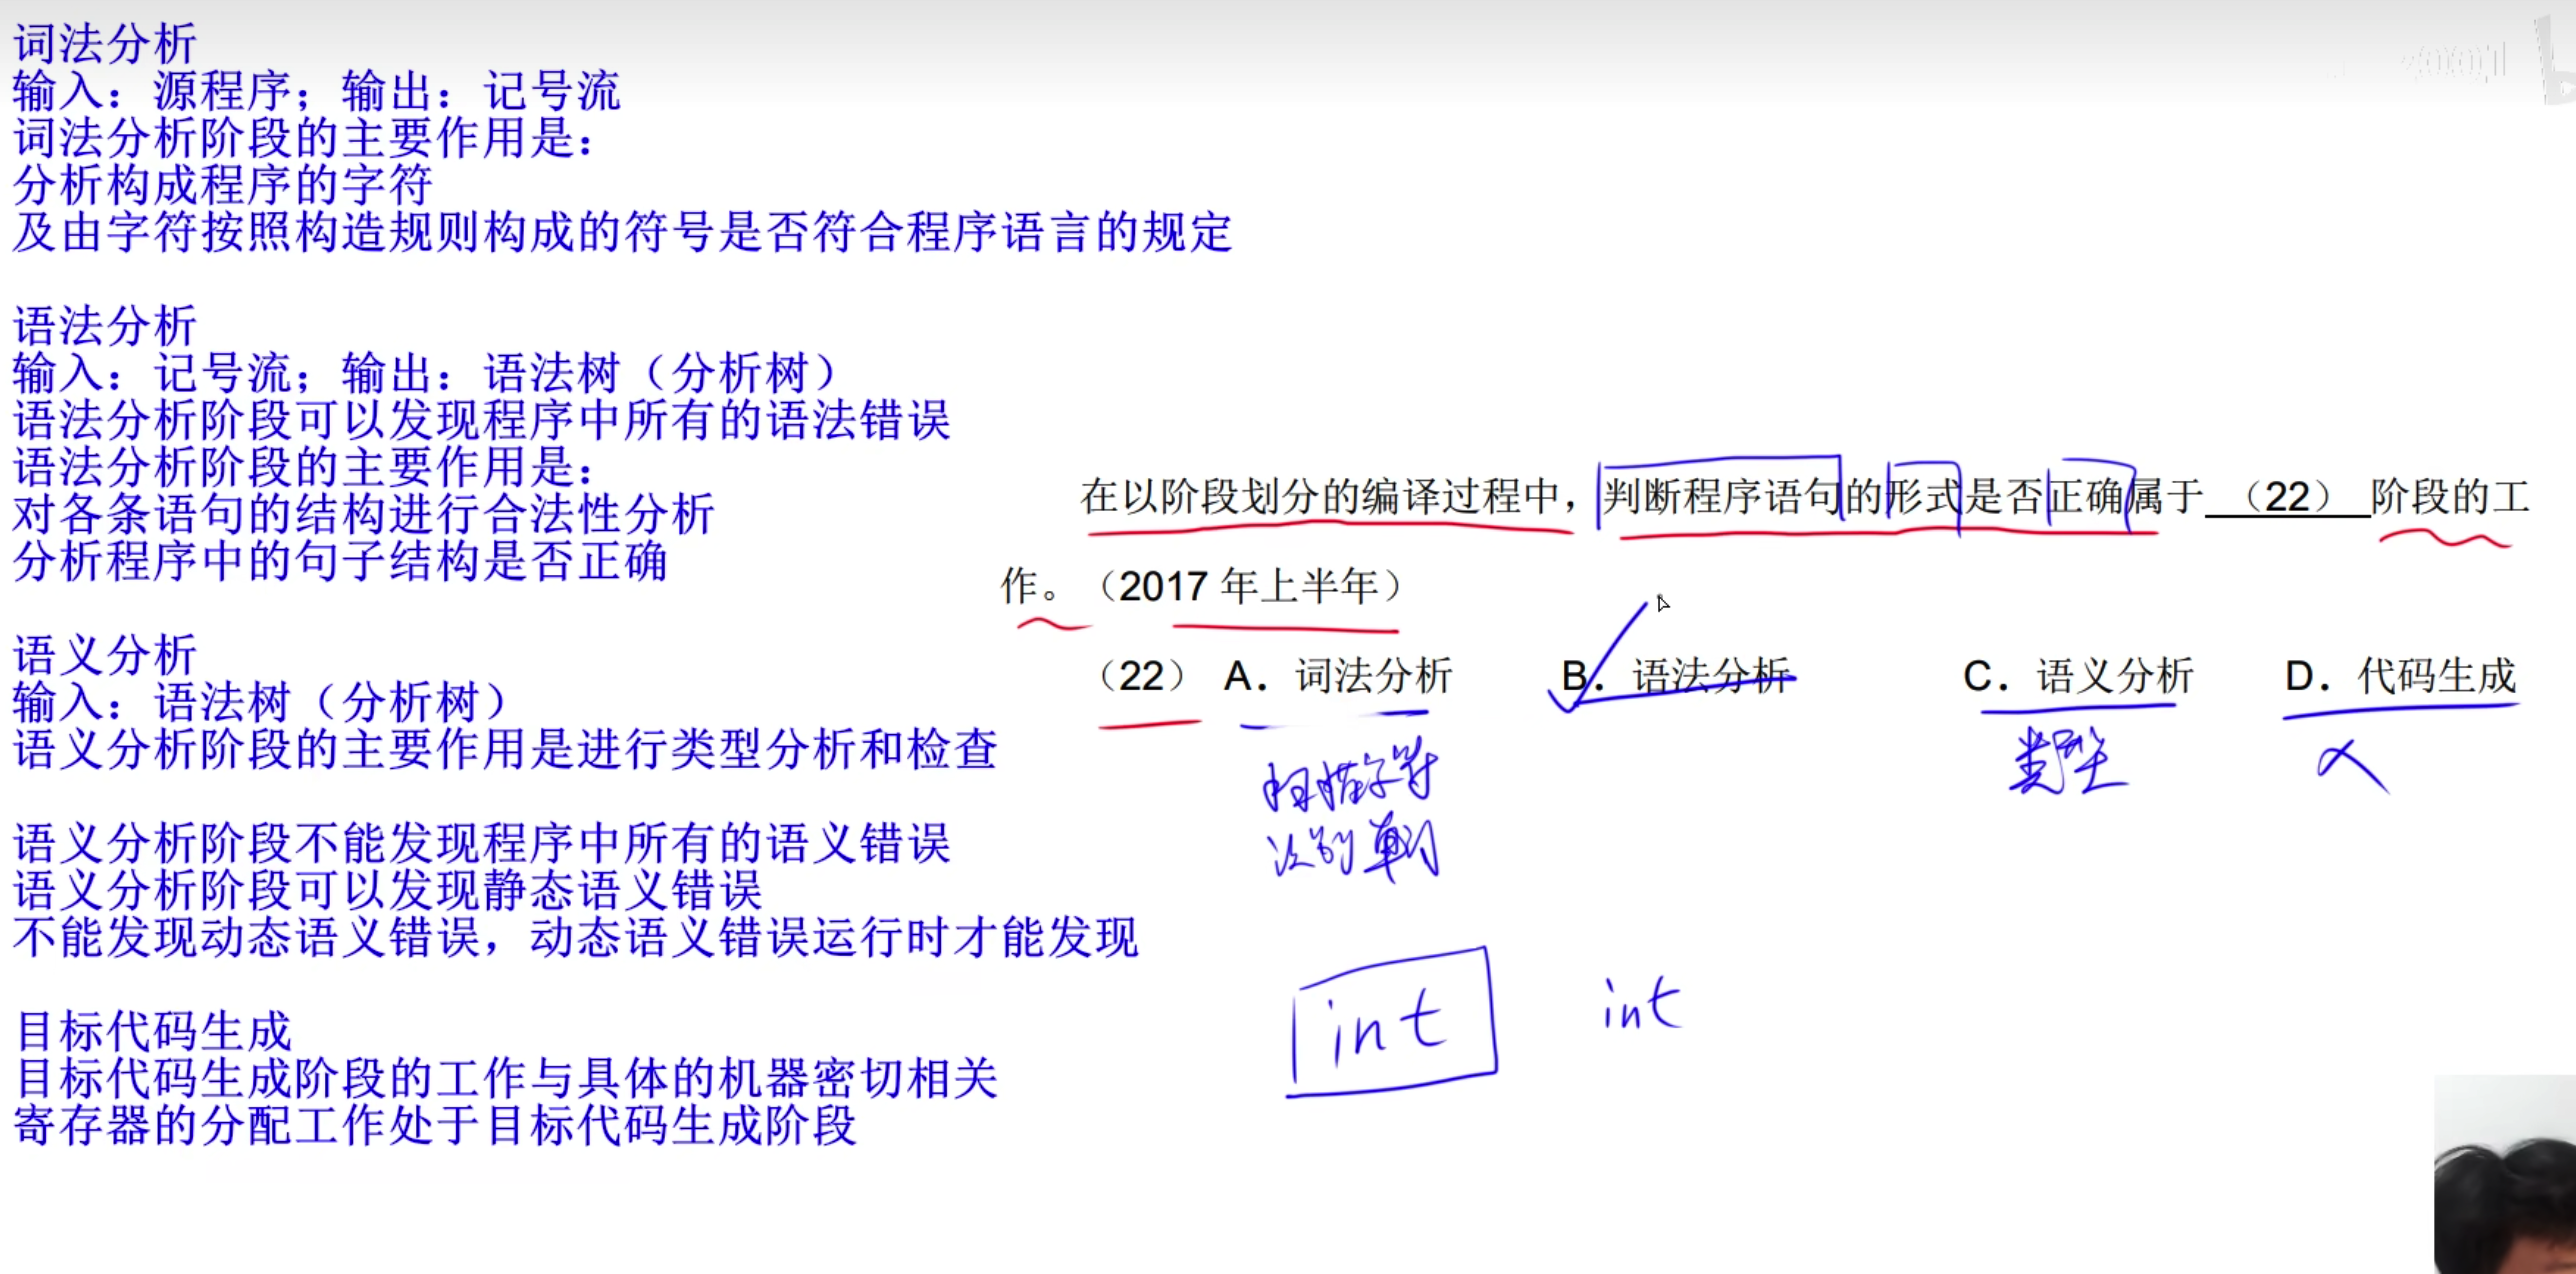 词法分析
输入：源程序；输出：记号流
词法分析阶段的主要作用是：
分析构成程序的字符
及由字符按照构造规则构成的符号是否符合程序语言的规定
语法分析
输入：记号流；输出：语法树（分析树）
语法分析阶段可以发现程序中所有的语法错误
语法分析阶段的主要作用是：
对各条语句的结构进行合法性分析
分析程序中的句子结构是否正确
语义分析
输入：语法树（分析树）
语义分析阶段的主要作用是进行类型分析和检查
语义分析阶段不能发现程序中所有的语义错误
语义分析阶段可以发现静态语义错误
不能发现动态语义错误，动态语义错误运行时才能发现
目标代码生成
目标代码生成阶段的工作与具体的机器密切相关
寄存器的分配工作处于目标代码生成阶段
在以阶段划分的编译过程中，判断程序语句的形式是否正确属于（22）阶段的工
作。（2017 年上半年）
（22） A． 词法分析 B． 语法分析 C． 语义分析 D． 代码生成
扫描字符
类型
识别单词
int int